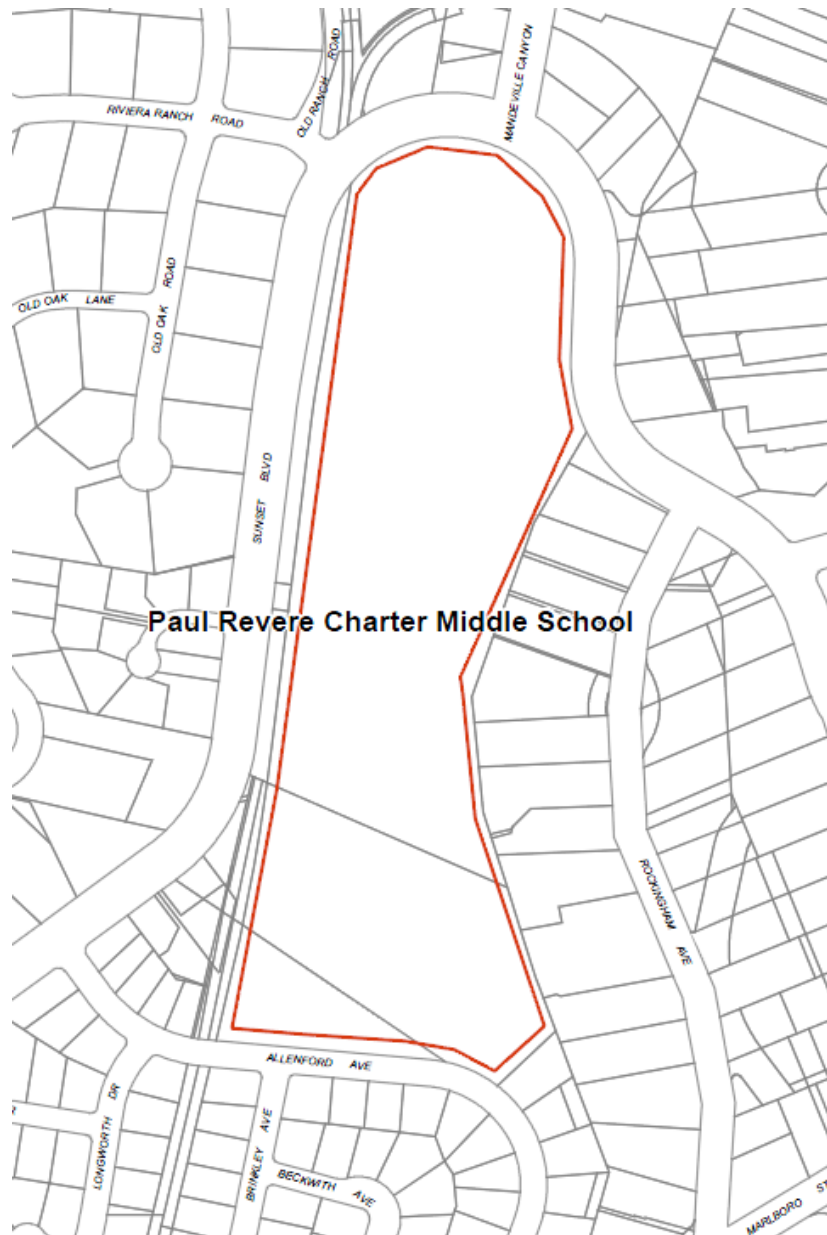 OLD RANCH ROAD
MANDEVILLE CANYON
RIVIERA RANCH ROAD
OLD OAK LANE
OLD OAK ROAD
SUNSET BLVD
Paul Revere Charter Middle School
ROCKINGHAM AVE
ALLENFORD AVE
LONGWORTH DR
BRINKLEY AVE
BECKWITH AVE
MARLBORO ST